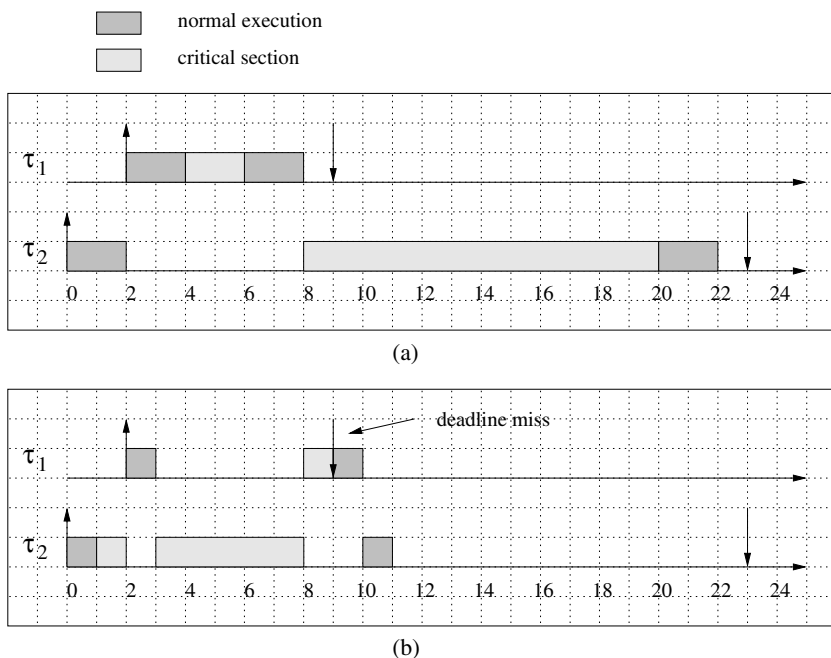 normal execution
critical section
τ1
τ2
0 2 4 6 8 10 12 14 16 18 20 22 24
(a)
deadline miss
τ1
τ2
0 2 4 6 8 10 12 14 16 18 20 22 24
(b)